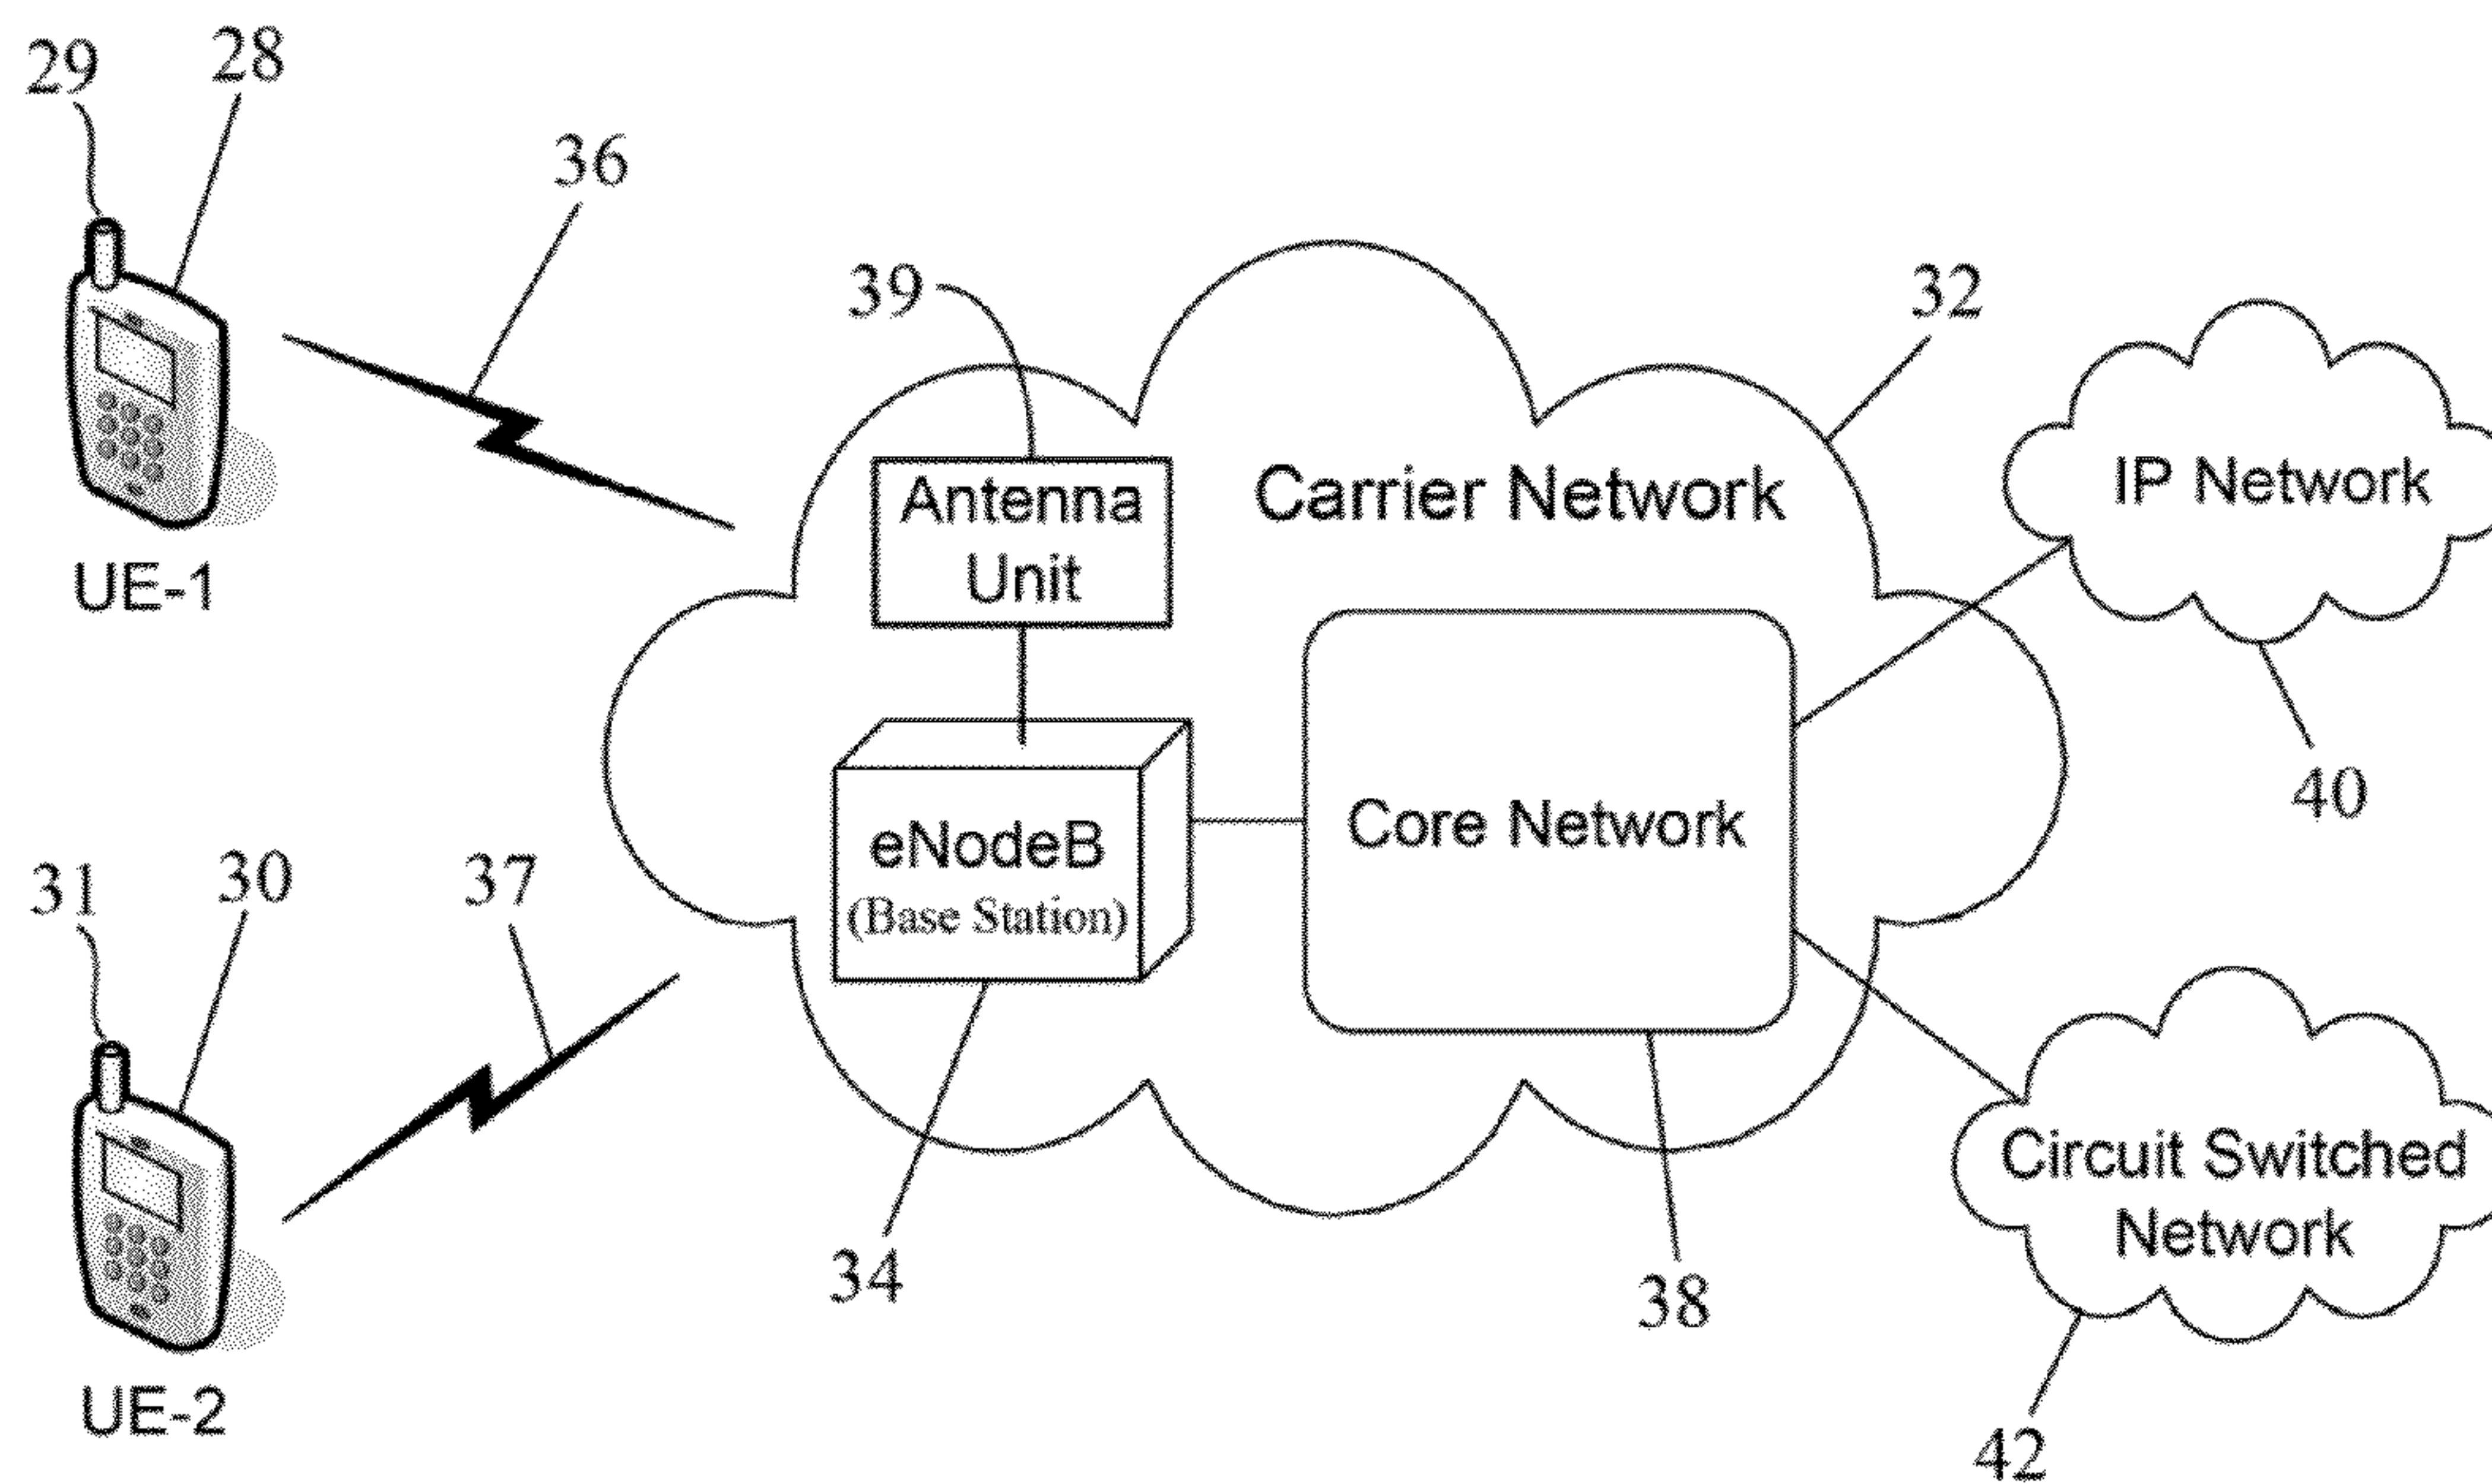 29
28
36
39
32
Antenna
Unit
Carrier Network
IP Network
UE-1
40
eNodeB
(Base Station)
Core Network
31
30
37
34
38
Circuit Switched
Network
UE-2
42